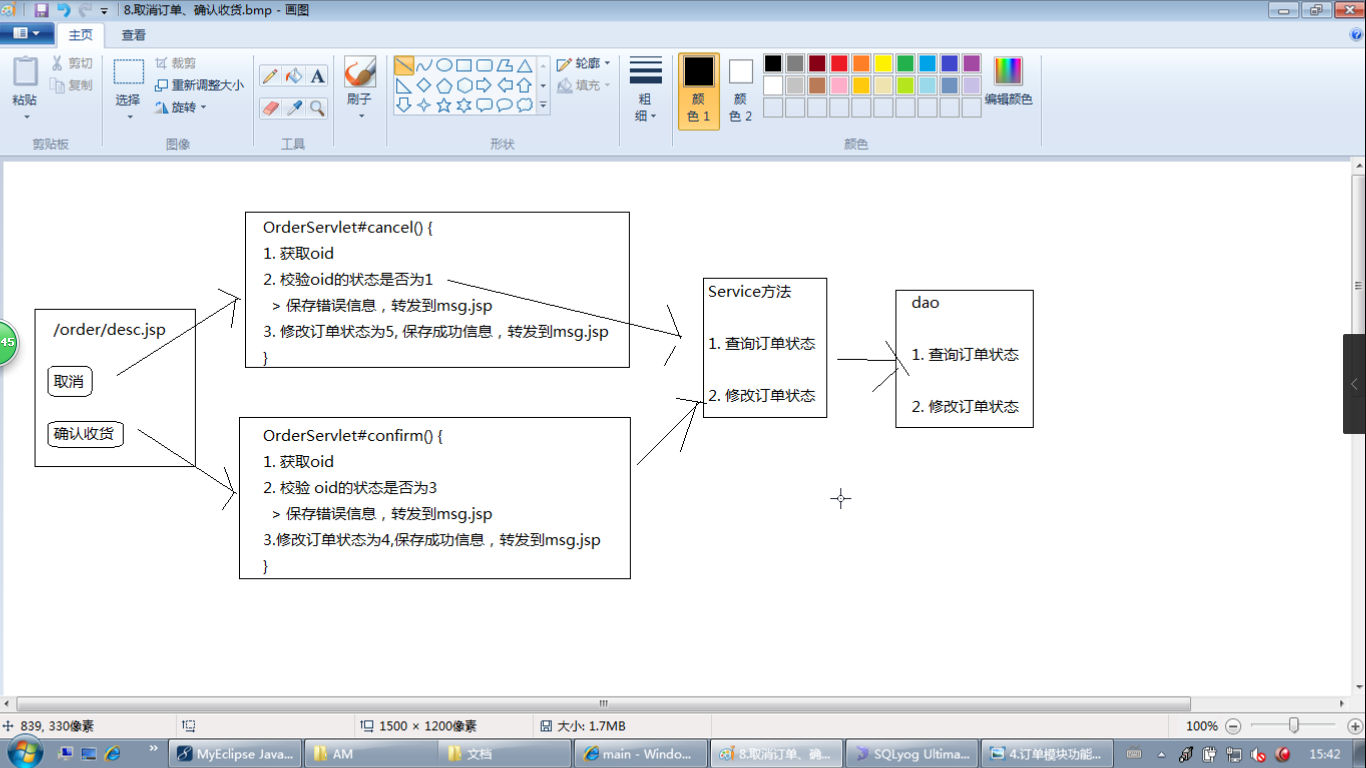 8.取消订单、确认收货.bmp - 画图
主页
查看
粘贴
剪切
复制
剪贴板
选择
裁剪
重新调整大小
旋转
图像
A
工具
刷子
轮廓
填充
形状
粗
细
颜
色 1
颜
色 2
编辑颜色
颜色
45
/order/desc.jsp
取消
确认收货
OrderServlet#cancel() {
1. 获取oid
2. 校验oid的状态是否为1
> 保存错误信息，转发到msg.jsp
3. 修改订单状态为5, 保存成功信息，转发到msg.jsp
}
OrderServlet#confirm() {
1. 获取oid
2. 校验 oid的状态是否为3
> 保存错误信息，转发到msg.jsp
3.修改订单状态为4,保存成功信息，转发到msg.jsp
}
Service方法
1. 查询订单状态
2. 修改订单状态
dao
1. 查询订单状态
2. 修改订单状态
839, 330像素
1500 × 1200像素
大小: 1.7MB
100%
MyEclipse Java...
AM
文档
main - Windo...
8.取消订单、确...
SQLyog Ultima...
4.订单模块功能...
15:42